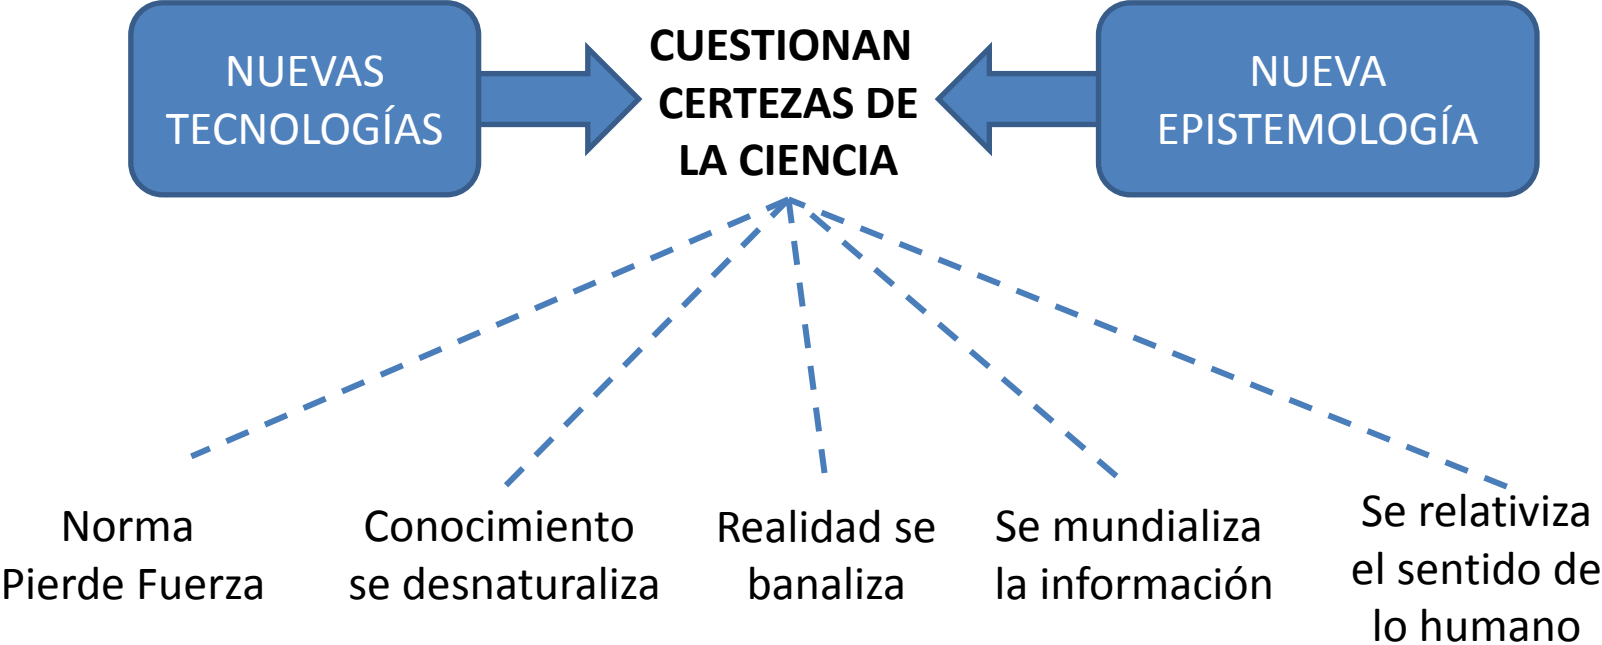 NUEVAS
TECNOLOGÍAS
CUESTIONAN
CERTEZAS DE
LA CIENCIA
NUEVA
EPISTEMOLOGÍA
Norma
Pierde Fuerza
Conocimiento
se desnaturaliza
Realidad se
banaliza
Se mundializa
la información
Se relativiza
el sentido de
lo humano